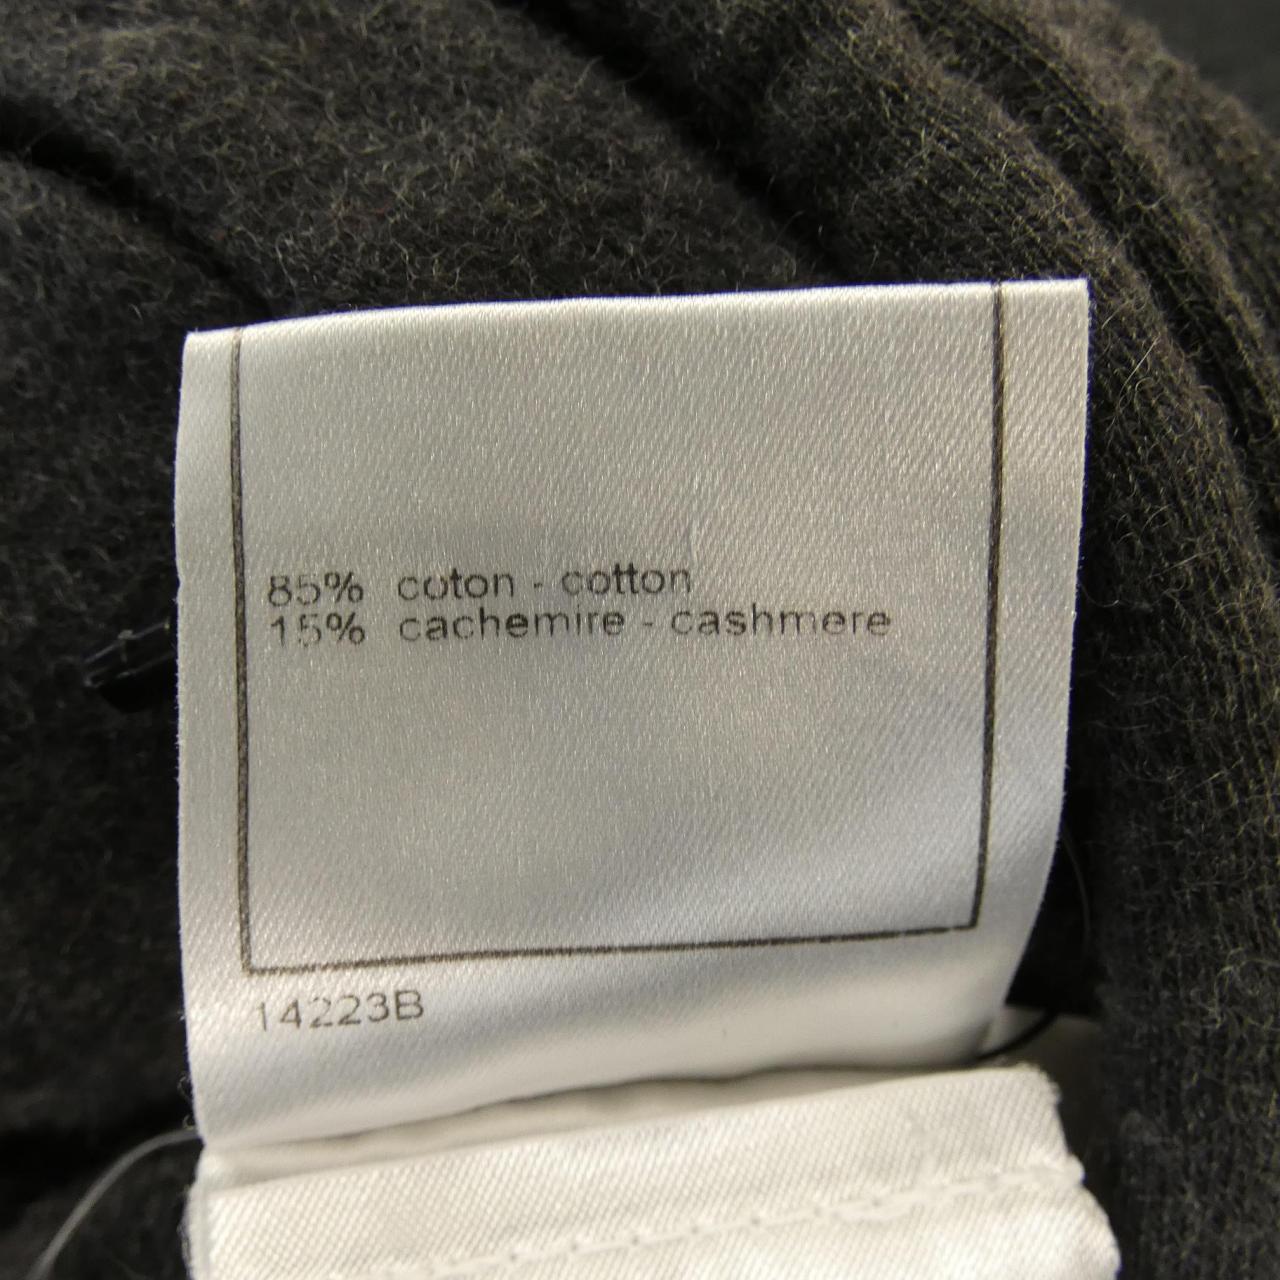 85% coton - cotton
15% cachemire - cashmere
14223B